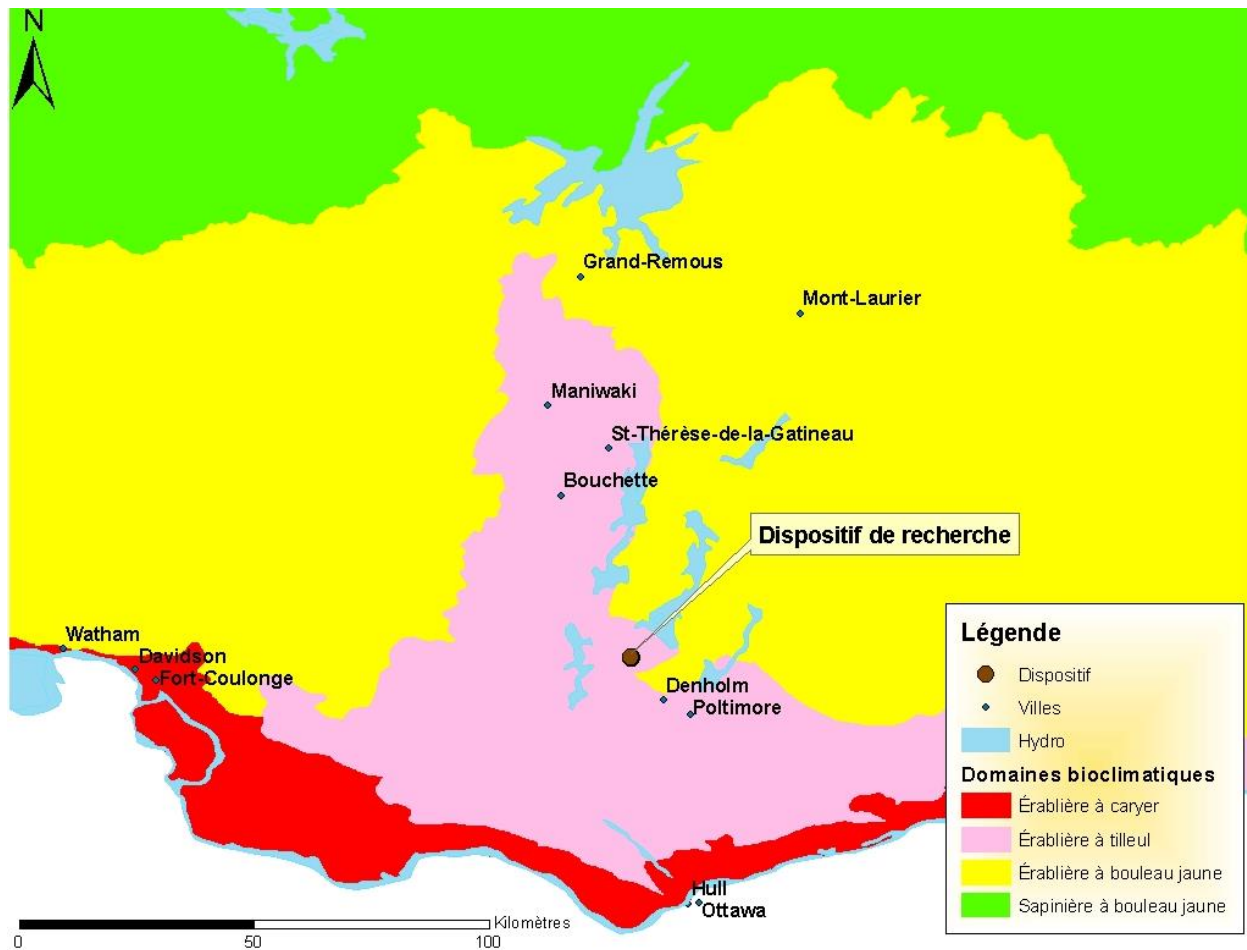 N
Grand-Remous
Mont-Laurier
Maniwaki
St-Thérèse-de-la-Gatineau
Bouchette
Dispositif de recherche
Watham
Davidson
Fort-Coulonge
Denholm
Poltimore
Hull
Ottawa
Légende
Dispositif
Villes
Hydro
Domaines bioclimatiques
Érablière à caryer
Érablière à tilleul
Érablière à bouleau jaune
Sapinière à bouleau jaune
Kilomètres
0 50 100